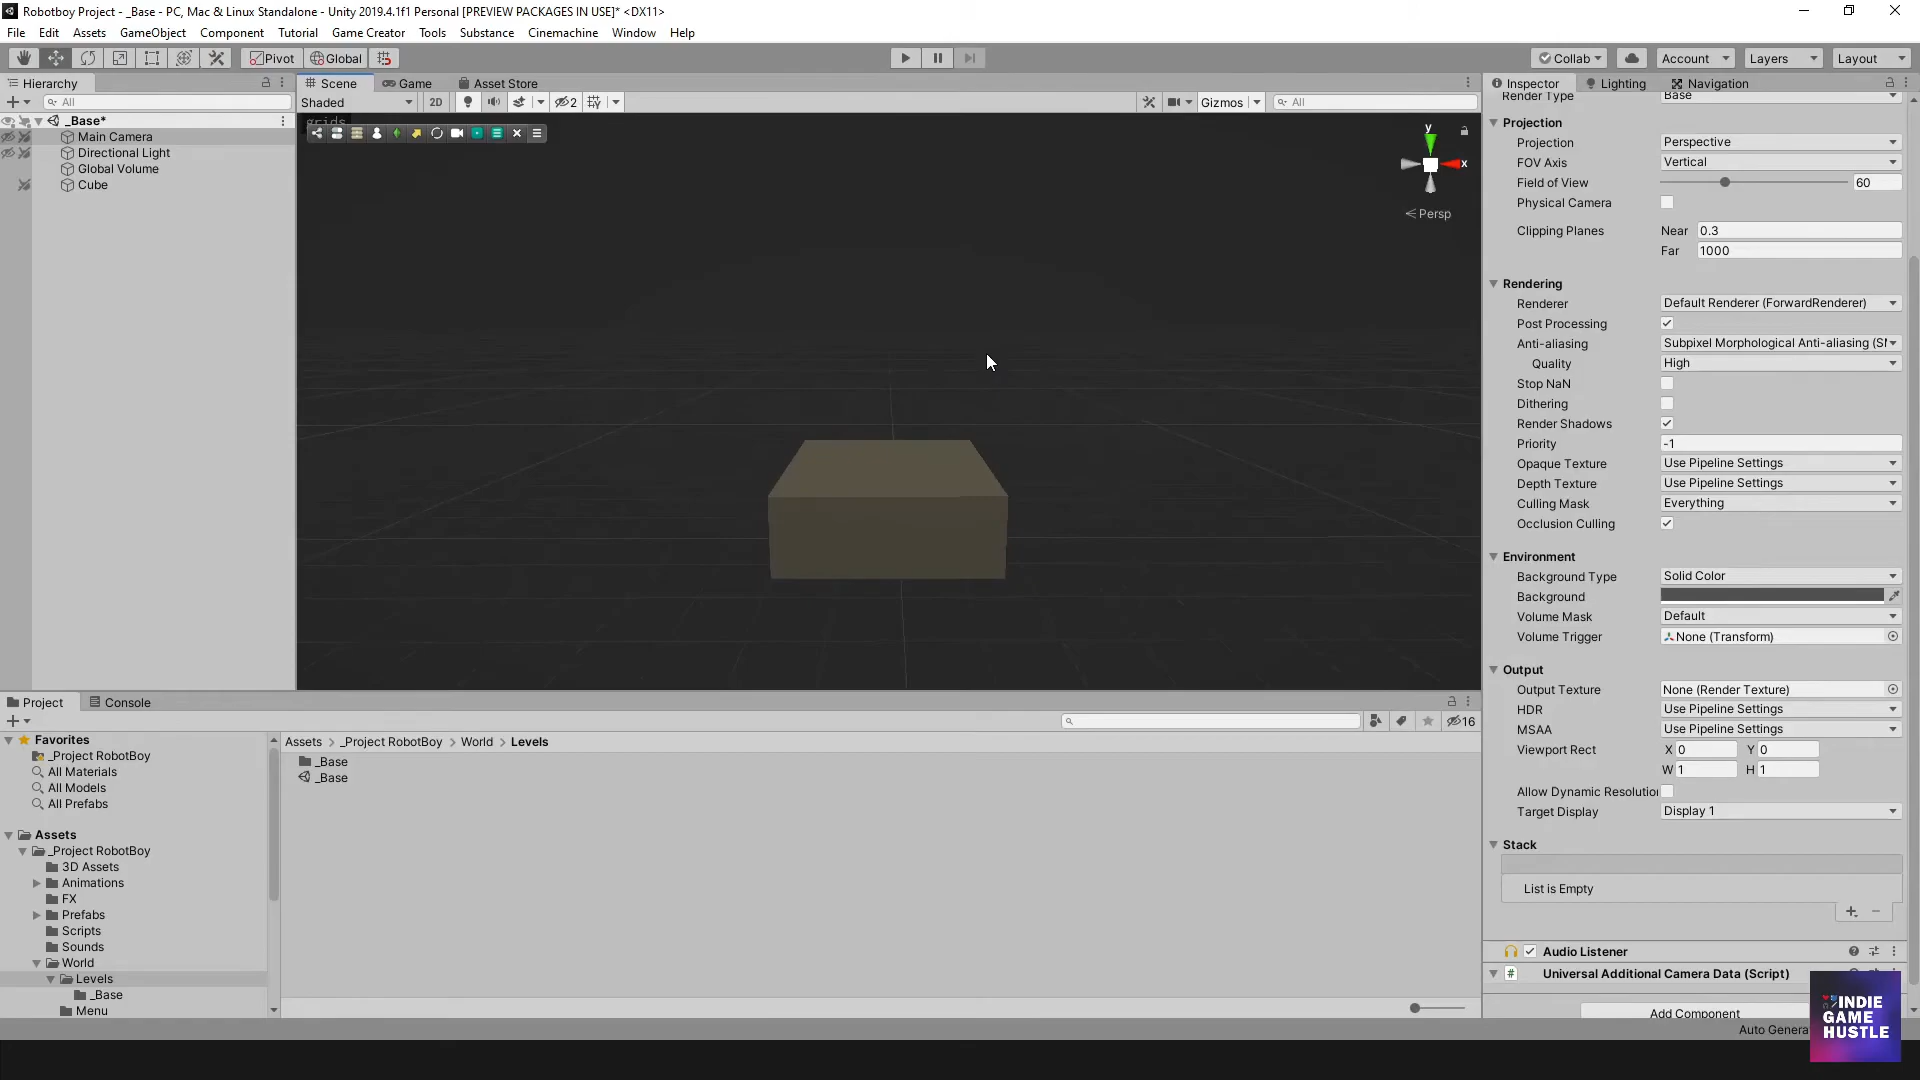 Robotboy Project - _Base - PC, Mac & Linux Standalone - Unity 2019.4.1f1 Personal [PREVIEW PACKAGES IN USE]* <DX11>
File Edit Assets GameObject Component Tutorial Game Creator Tools Substance Cinemachine Window Help
Pivot Global Collab Account Layers Layout
Hierarchy
All
_Base*
Main Camera
Directional Light
Global Volume
Cube
Scene Game Asset Store
Shaded 2D 2 Gizmos All
grids
y
x
Persp
Inspector Lighting Navigation
Render Type Base
Projection
Projection Perspective
FOV Axis Vertical
Field of View 60
Physical Camera
Clipping Planes Near 0.3
Far 1000
Rendering
Renderer Default Renderer (ForwardRenderer)
Post Processing
Anti-aliasing Subpixel Morphological Anti-aliasing (SM
Quality High
Stop NaN
Dithering
Render Shadows
Priority -1
Opaque Texture Use Pipeline Settings
Depth Texture Use Pipeline Settings
Culling Mask Everything
Occlusion Culling
Environment
Background Type Solid Color
Background
Volume Mask Default
Volume Trigger None (Transform)
Output
Output Texture None (Render Texture)
HDR Use Pipeline Settings
MSAA Use Pipeline Settings
Viewport Rect X 0 Y 0
W 1 H 1
Allow Dynamic Resolution
Target Display Display 1
Stack
List is Empty
Audio Listener
Universal Additional Camera Data (Script)
Add Component
Auto Genera
INDIE
GAME
HUSTLE
Project Console
16
Favorites
_Project RobotBoy
All Materials
All Models
All Prefabs
Assets
_Project RobotBoy
3D Assets
Animations
FX
Prefabs
Scripts
Sounds
World
Levels
_Base
Menu
Assets > _Project RobotBoy > World > Levels
_Base
_Base